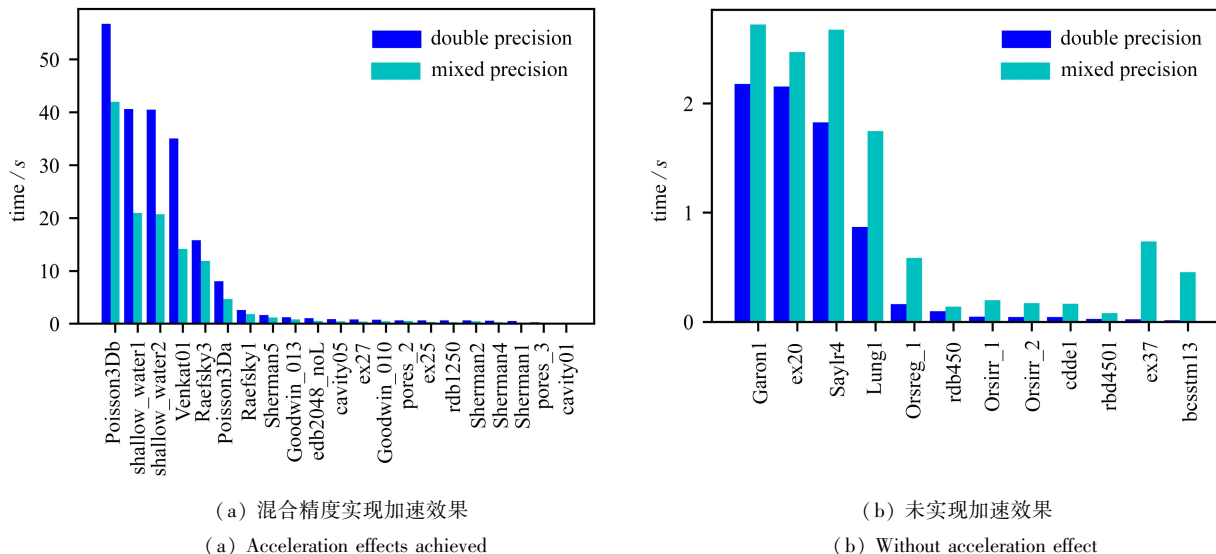 double precision
mixed precision
time / s
50
40
30
20
10
0
Poisson3Db
shallow_water1
shallow_water2
Venkat01
Raefsky3
Poisson3Da
Raefsky1
Sherman5
Goodwin_013
edb2048_noL
cavity05
ex27
Goodwin_010
pores_2
ex25
rdb1250
Sherman2
Sherman4
Sherman1
pores_3
cavity01
(a) 混合精度实现加速效果
(a) Acceleration effects achieved
double precision
mixed precision
time / s
2
1
0
Garon1
ex20
Saylr4
Lung1
Orsreg_1
rdb450
Orsirr_1
Orsirr_2
cdde1
rbd4501
ex37
bcsstm13
(b) 未实现加速效果
(b) Without acceleration effect